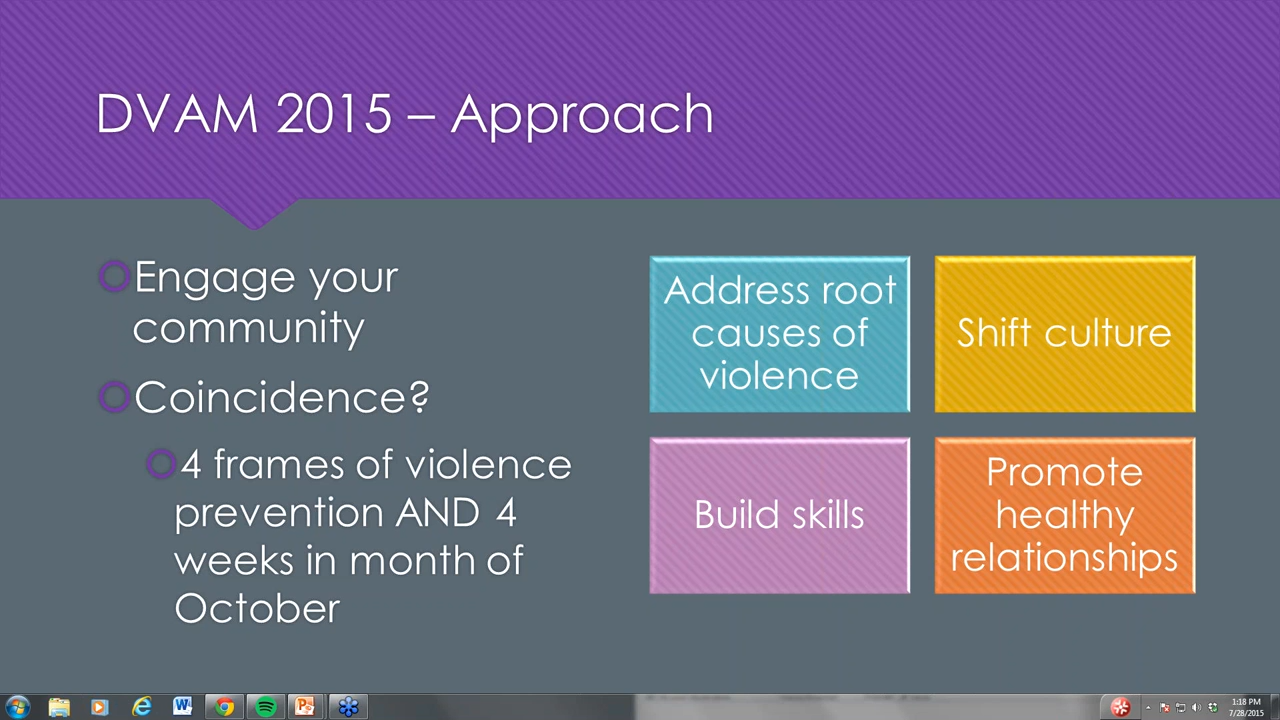 DVAM 2015 – Approach
Engage your
community
Coincidence?
4 frames of violence
prevention AND 4
weeks in month of
October
Address root
causes of
violence
Shift culture
Build skills
Promote
healthy
relationships
1:18 PM
7/28/2015